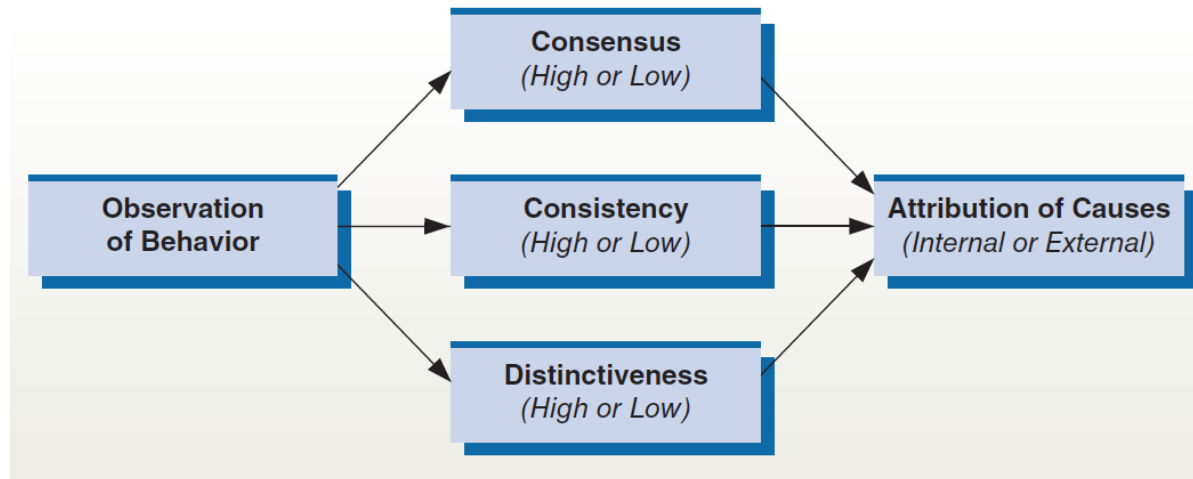 Observation
of Behavior
Consensus
(High or Low)
Consistency
(High or Low)
Distinctiveness
(High or Low)
Attribution of Causes
(Internal or External)